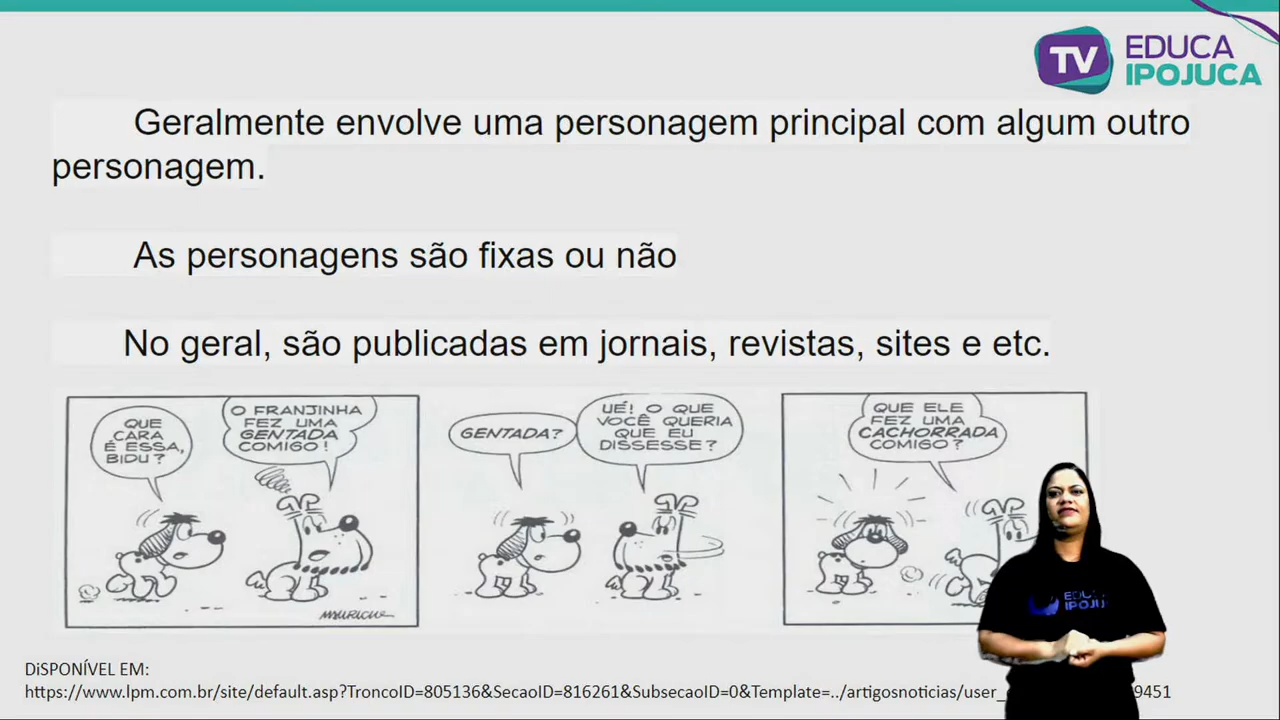 TV EDUCA
IPOJUCA
Geralmente envolve uma personagem principal com algum outro
personagem.
As personagens são fixas ou não
No geral, são publicadas em jornais, revistas, sites e etc.
QUE
CARA
É ESSA,
BIDU?
O FRANJINHA
FEZ UMA
GENTADA
COMIGO!
MAURICIO
GENTADA?
UÉ! O QUE
VOCÊ QUERIA
QUE EU
DISSESSE?
QUE ELE
FEZ UMA
CACHORRADA
COMIGO?
EDUCA
IPOJUC
DiSPONÍVEL EM:
https://www.lpm.com.br/site/default.asp?TroncoID=805136&SecaoID=816261&SubsecaoID=0&Template=../artigosnoticias/user_ 9451